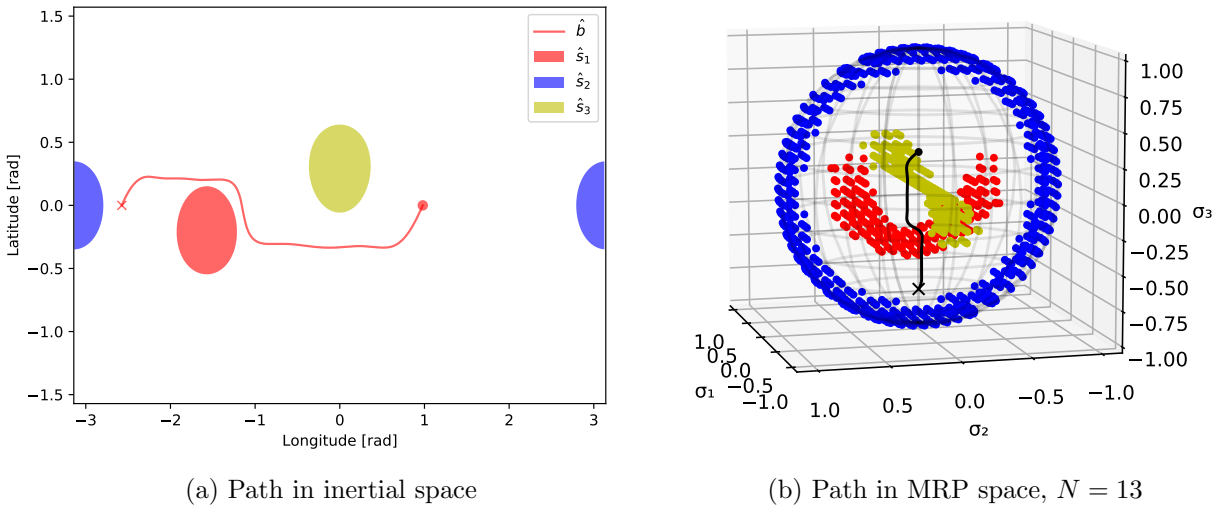 1.5
1.0
0.5
0.0
−0.5
−1.0
−1.5
Latitude [rad]
−3 −2 −1 0 1 2 3
Longitude [rad]
b̂
ŝ₁
ŝ₂
ŝ₃
(a) Path in inertial space
1.00
0.75
0.50
0.25
0.00
−0.25
−0.50
−0.75
−1.00
σ₃
1.0
0.5
0.0
−0.5
−1.0
σ₁
1.0 0.5 0.0 −0.5 −1.0
σ₂
(b) Path in MRP space, N = 13